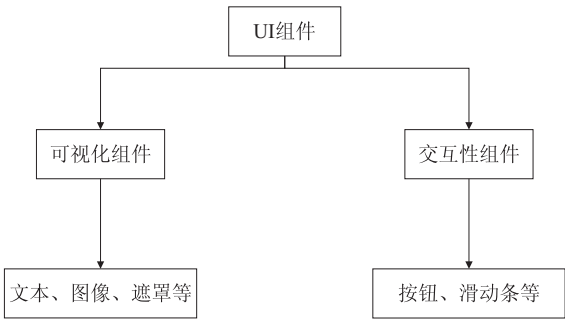 UI组件
可视化组件
交互性组件
文本、图像、遮罩等
按钮、滑动条等